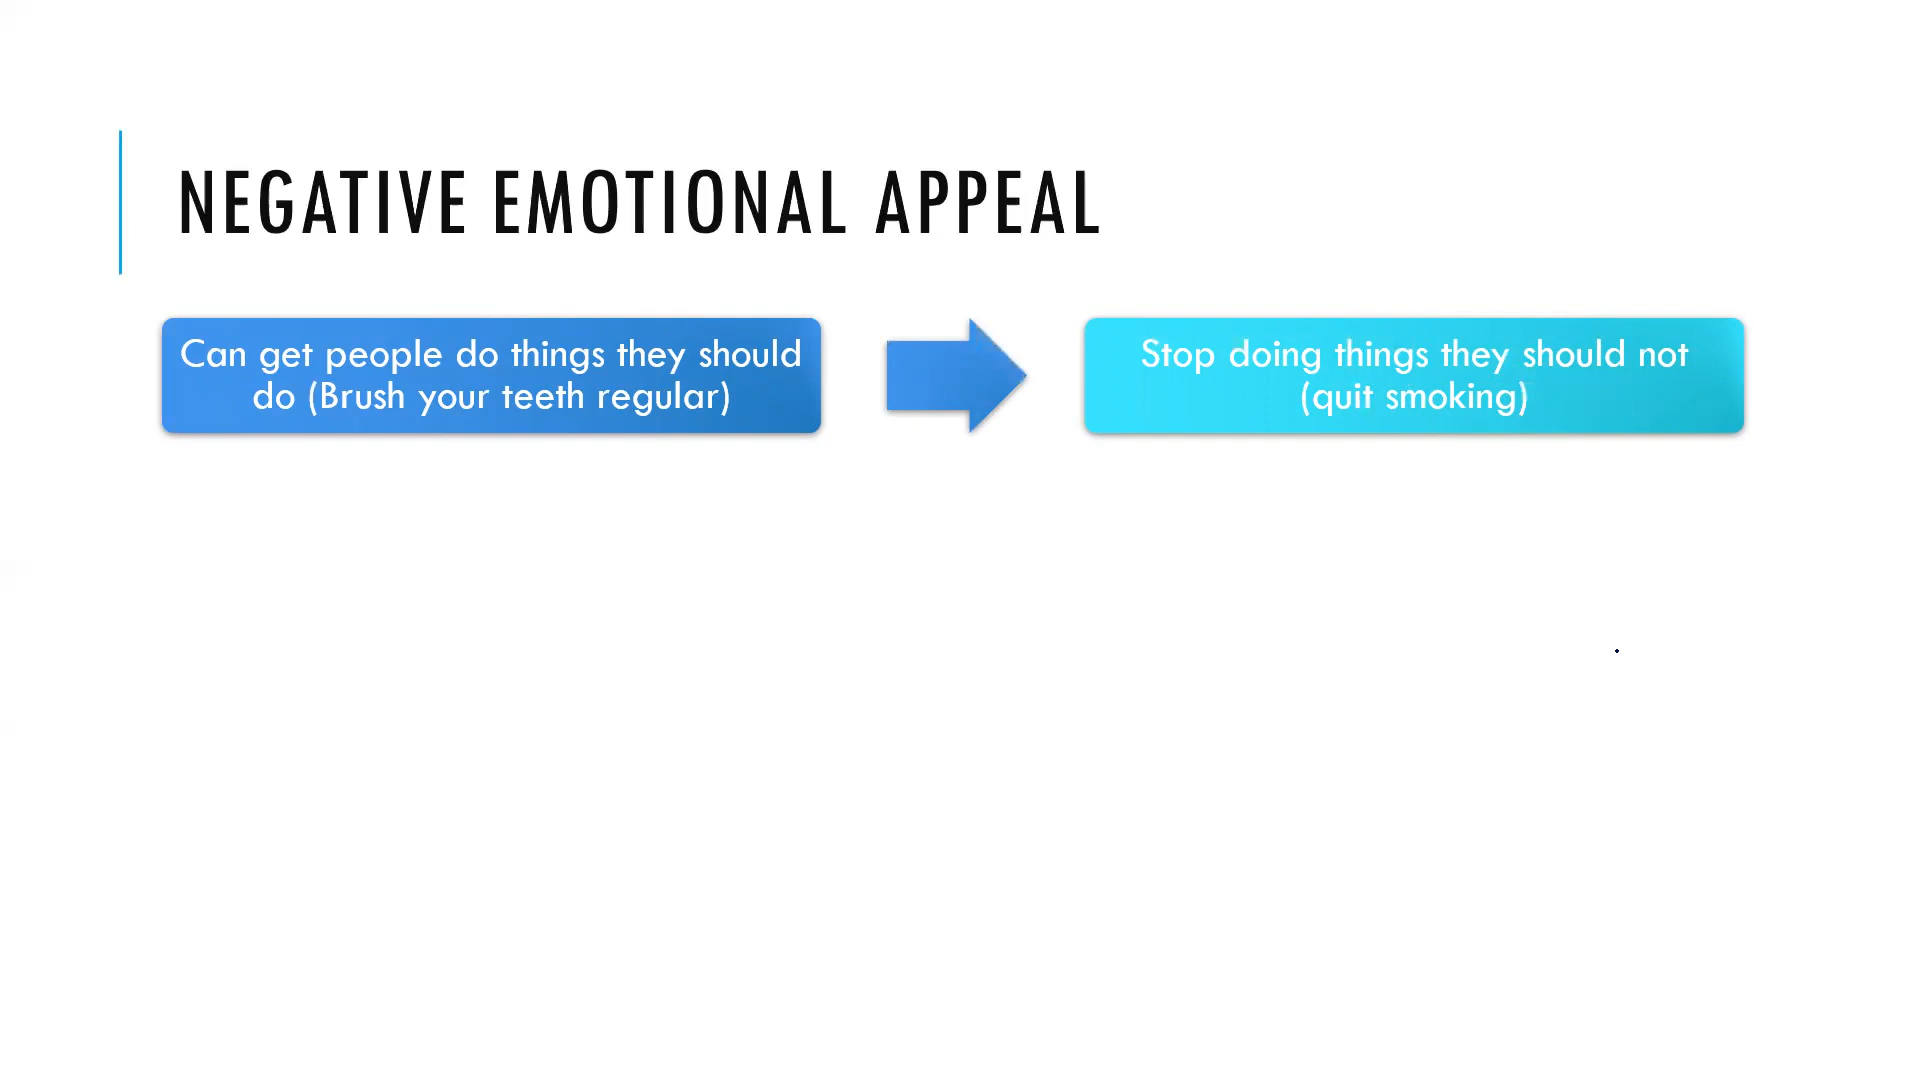 NEGATIVE EMOTIONAL APPEAL
Can get people do things they should
do (Brush your teeth regular)
Stop doing things they should not
(quit smoking)